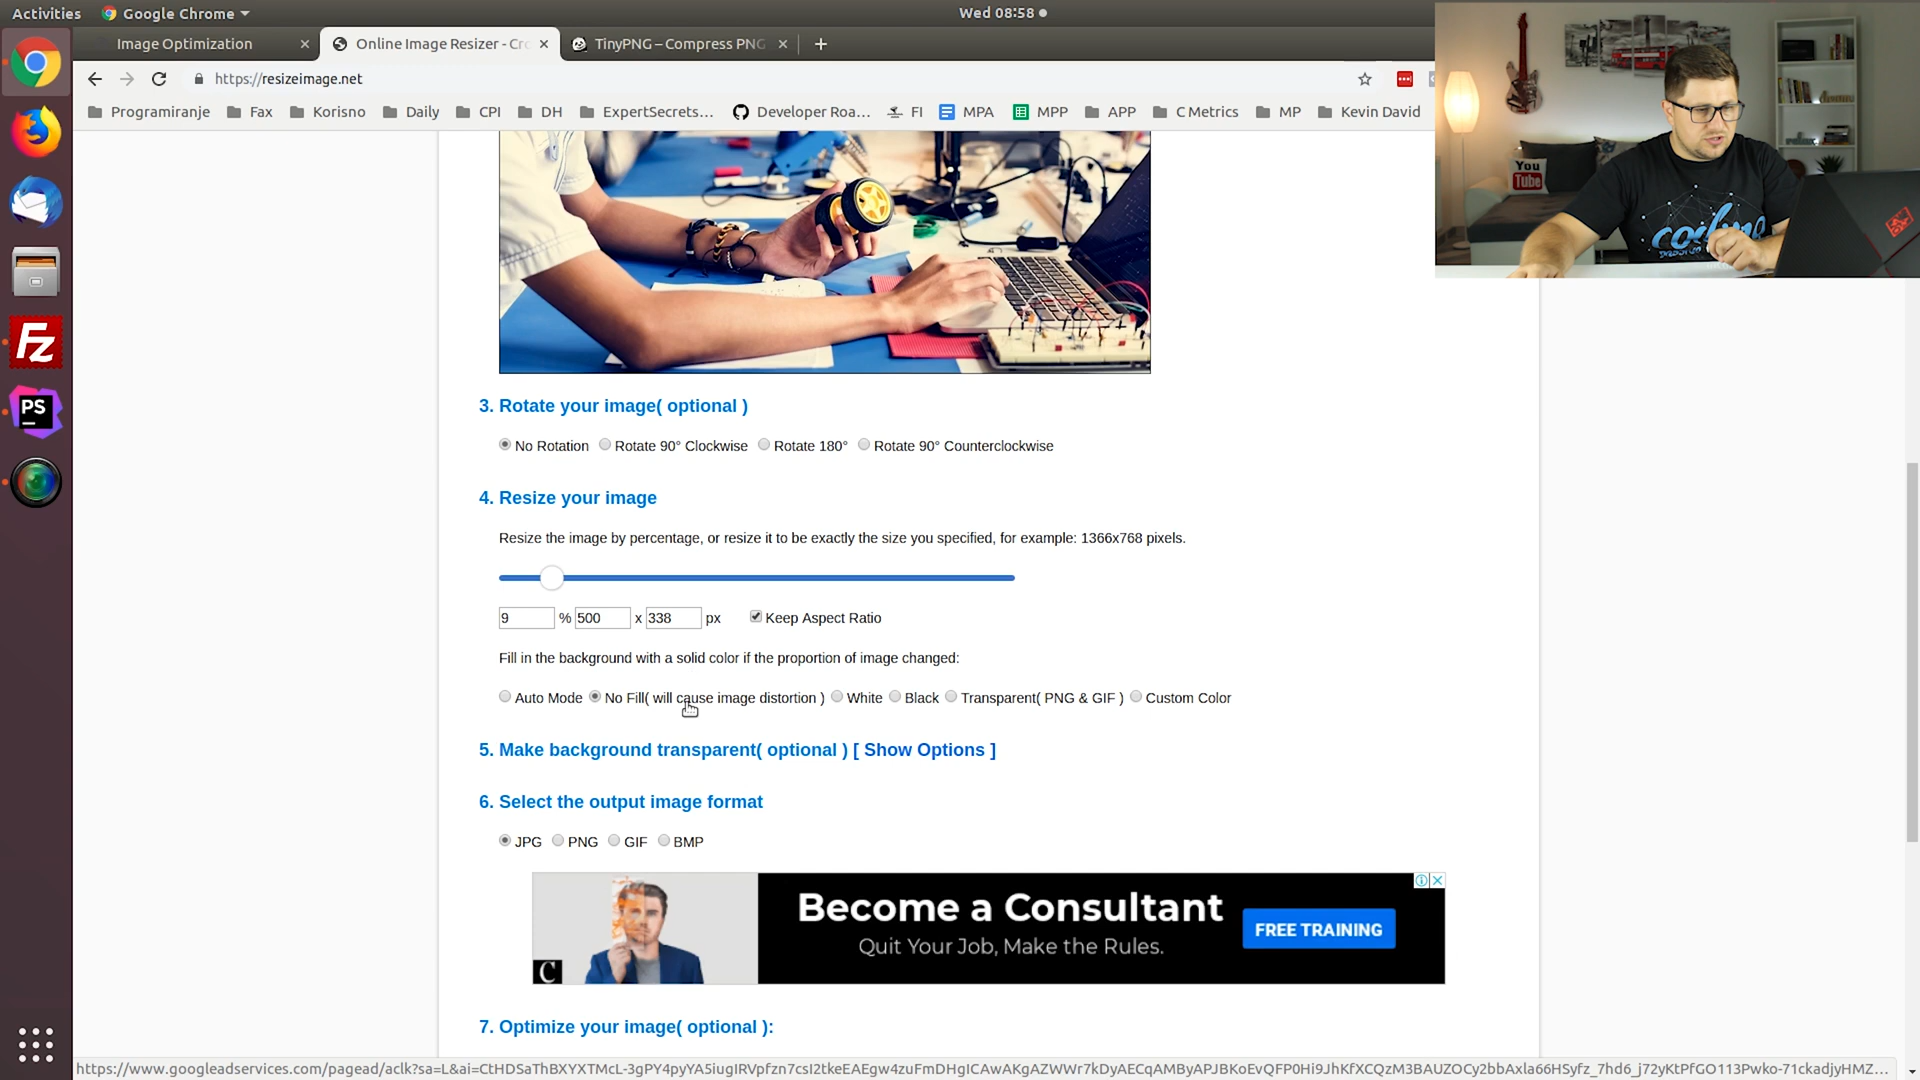 Activities
Google Chrome
Wed 08:58
Image Optimization
Online Image Resizer - Cro
TinyPNG – Compress PNG
https://resizeimage.net
Programiranje
Fax
Korisno
Daily
CPI
DH
ExpertSecrets...
Developer Roa...
FI
MPA
MPP
APP
C Metrics
MP
Kevin David
You
Tube
3. Rotate your image( optional )
No Rotation
Rotate 90° Clockwise
Rotate 180°
Rotate 90° Counterclockwise
4. Resize your image
Resize the image by percentage, or resize it to be exactly the size you specified, for example: 1366x768 pixels.
9 % 500 x 338 px
Keep Aspect Ratio
Fill in the background with a solid color if the proportion of image changed:
Auto Mode
No Fill( will cause image distortion )
White
Black
Transparent( PNG & GIF )
Custom Color
5. Make background transparent( optional ) [ Show Options ]
6. Select the output image format
JPG
PNG
GIF
BMP
Become a Consultant
Quit Your Job, Make the Rules.
FREE TRAINING
C
7. Optimize your image( optional ):
Fz
PS